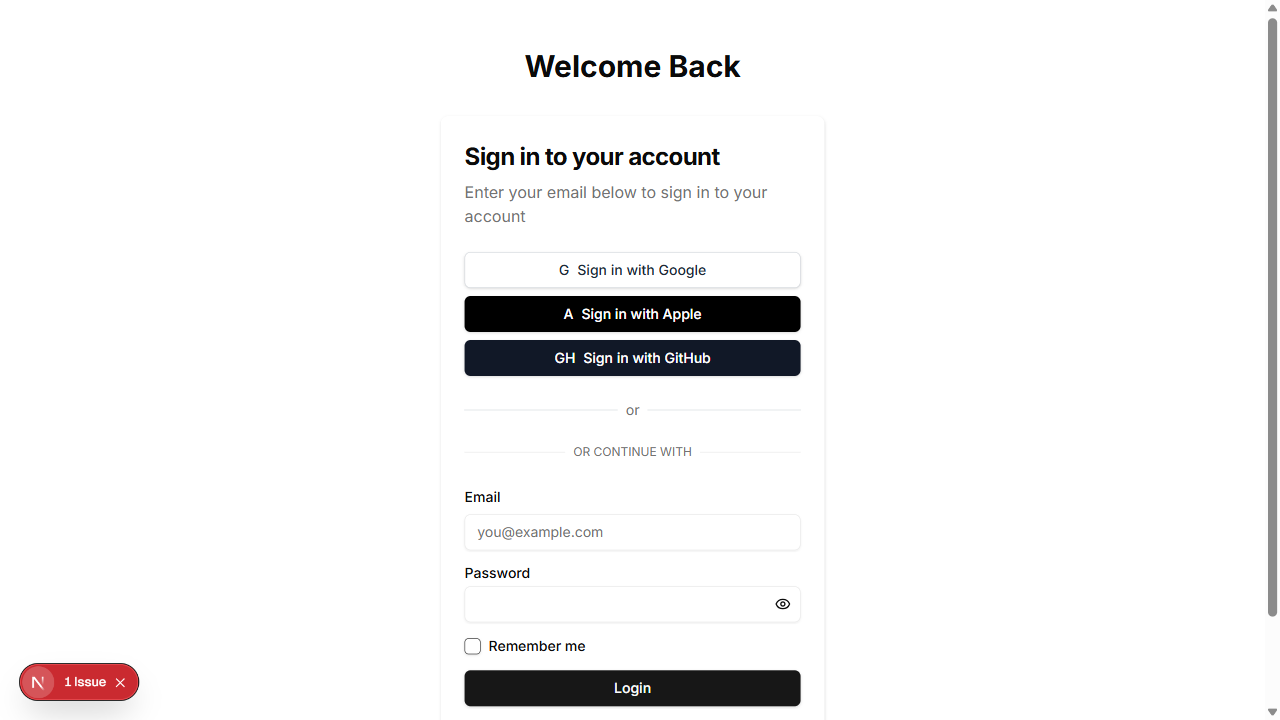 Welcome Back
Sign in to your account
Enter your email below to sign in to your
account
G Sign in with Google
A Sign in with Apple
GH Sign in with GitHub
or
OR CONTINUE WITH
Email
you@example.com
Password
Remember me
Login
N 1 Issue